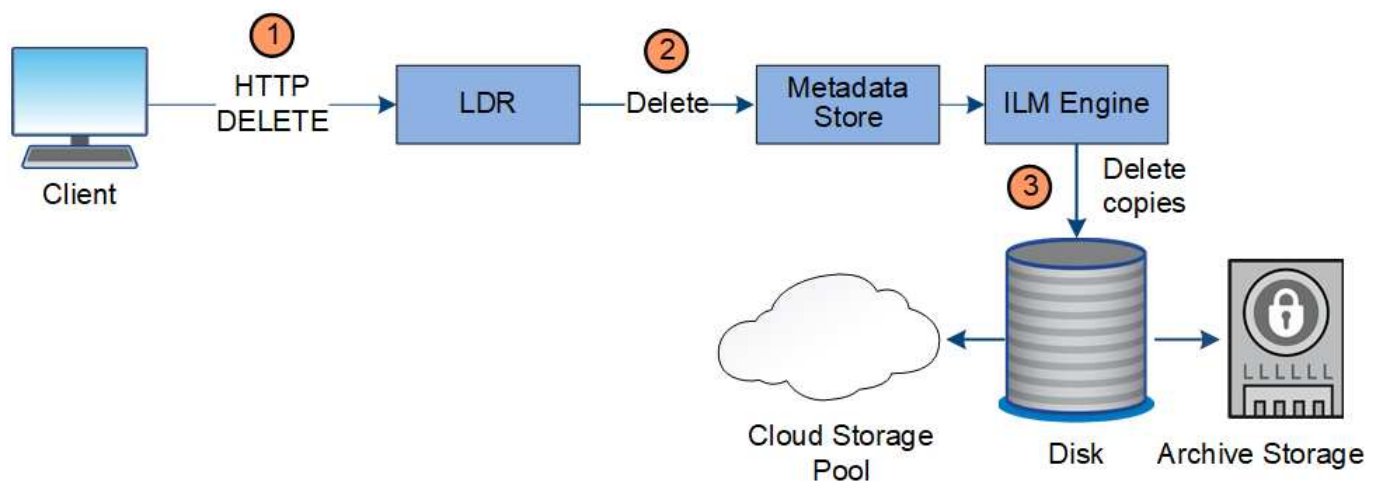 1
HTTP
DELETE
LDR
2
Delete
Metadata
Store
ILM Engine
Client
3
Delete
copies
LLLLLL
Cloud Storage
Pool
Disk
Archive Storage